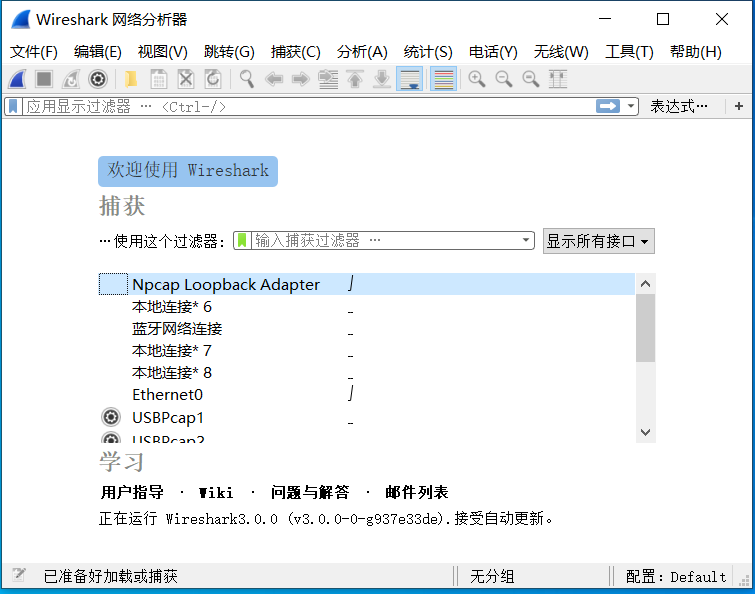 Wireshark 网络分析器
文件(F) 编辑(E) 视图(V) 跳转(G) 捕获(C) 分析(A) 统计(S) 电话(Y) 无线(W) 工具(T) 帮助(H)
应用显示过滤器 … <Ctrl-/> 表达式… +
欢迎使用 Wireshark
捕获
…使用这个过滤器: 输入捕获过滤器 … 显示所有接口
Npcap Loopback Adapter
本地连接* 6
蓝牙网络连接
本地连接* 7
本地连接* 8
Ethernet0
USBPcap1
USBPcap2
学习
用户指导 · Wiki · 问题与解答 · 邮件列表
正在运行 Wireshark3.0.0 (v3.0.0-0-g937e33de).接受自动更新。
已准备好加载或捕获 无分组 配置: Default